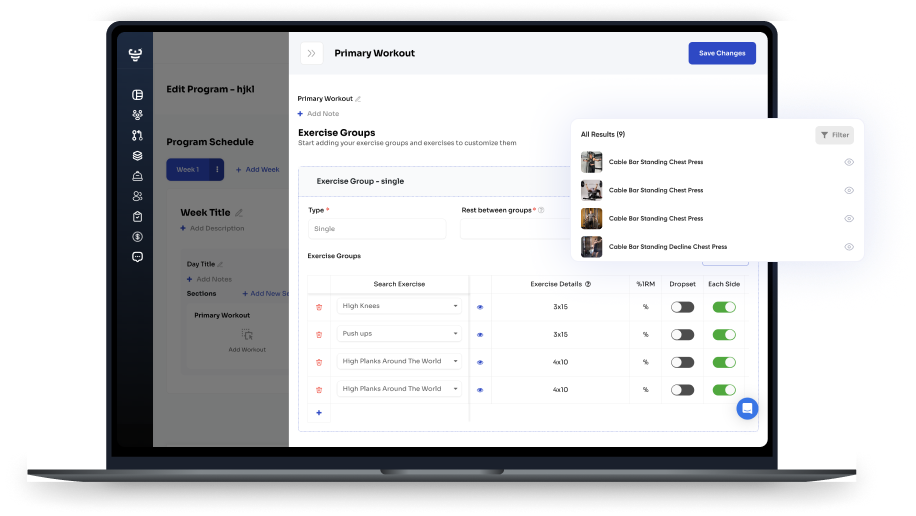 Primary Workout
Save Changes
Edit Program - hjkl
Program Schedule
Week 1
+ Add Week
Week Title
+ Add Description
Day Title
+ Add Notes
Sections
+ Add New Se
Primary Workout
Add Workout
Primary Workout
+ Add Note
Exercise Groups
Start adding your exercise groups and exercises to customize them
Exercise Group - single
Type *
Rest between groups *
Single
Exercise Groups
Search Exercise
Exercise Details
%1RM
Dropset
Each Side
High Knees
3x15
%
Push ups
3x15
%
High Planks Around The World
4x10
%
High Planks Around The World
4x10
%
+
All Results (9)
Filter
Cable Bar Standing Chest Press
Cable Bar Standing Chest Press
Cable Bar Standing Chest Press
Cable Bar Standing Decline Chest Press